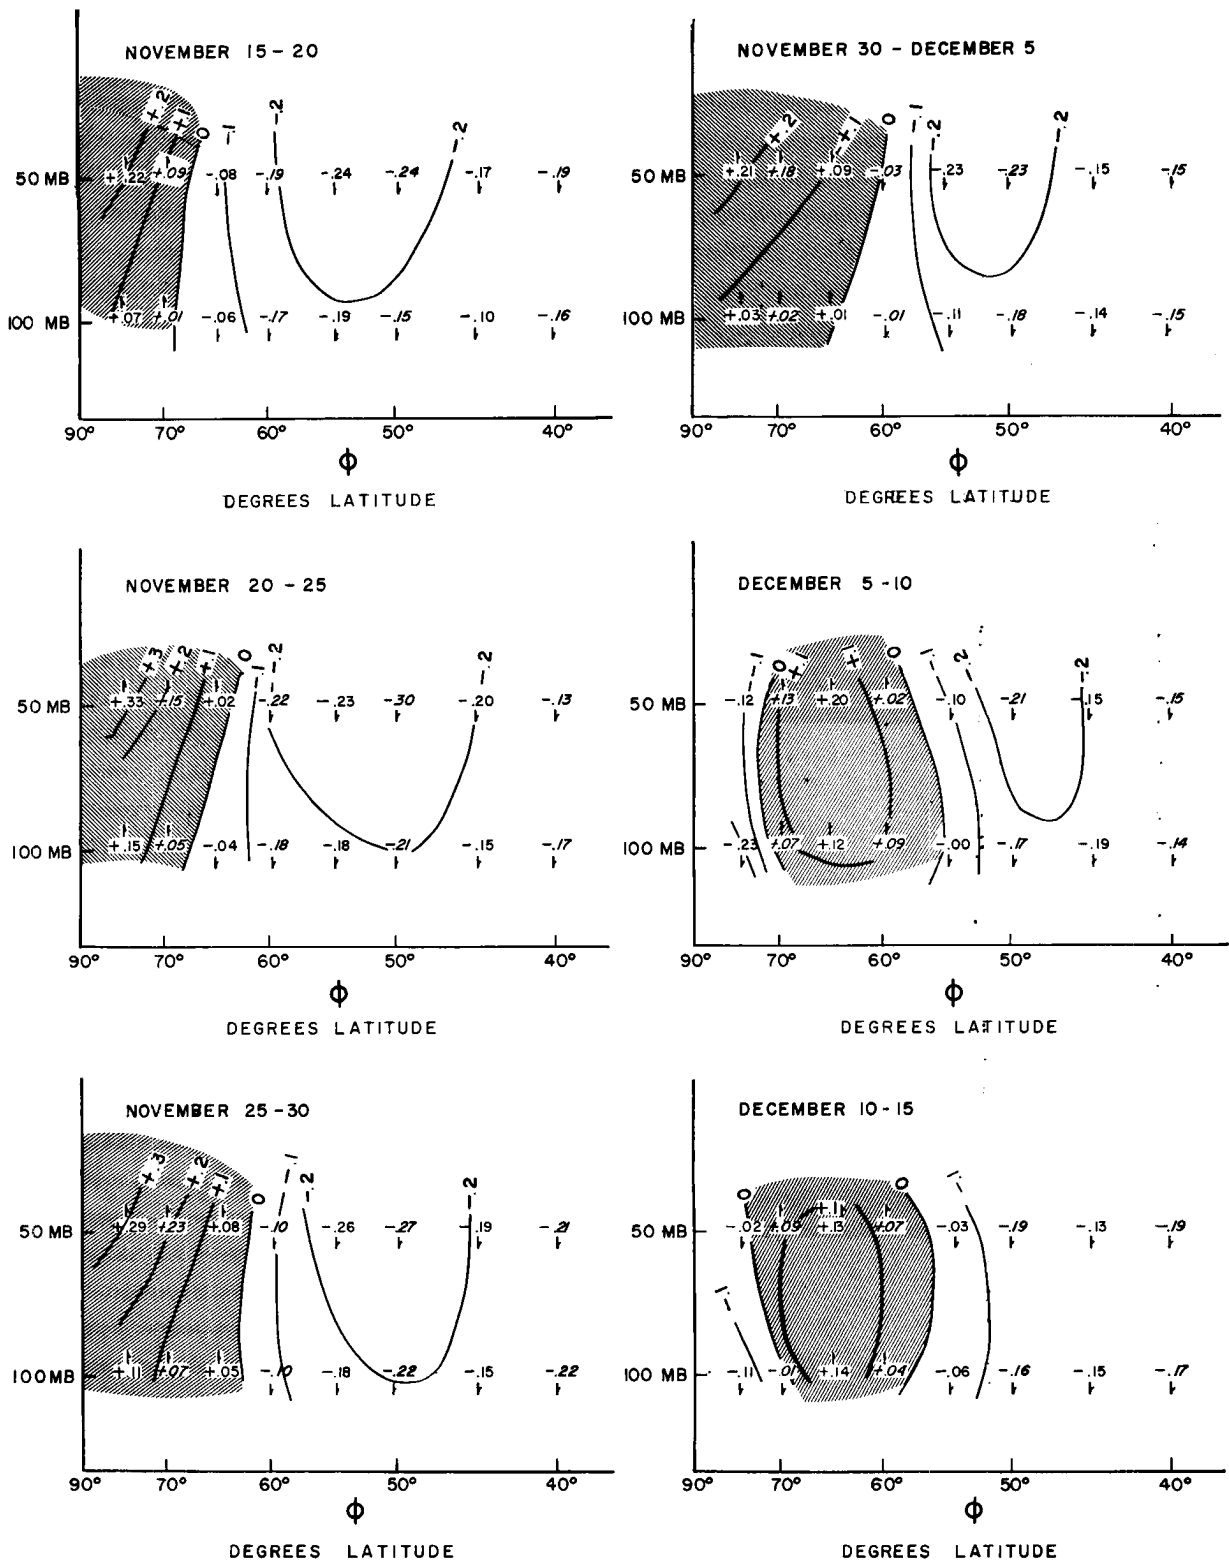 NOVEMBER 15-20
+.2 +.1 0 -.1 -.2 -.2
50 MB +.22 +.09 -.08 -.19 -.24 -.24 -.17 -.19
100 MB +.07 +.01 -.06 -.17 -.19 -.15 -.10 -.16
90° 70° 60° 50° 40°
Φ
DEGREES LATITUDE
NOVEMBER 20-25
+.3 +.2 +.1 0 -.1 -.2 -.2
50 MB +.33 +.15 +.02 -.22 -.23 -.30 -.20 -.13
100 MB +.15 +.05 -.04 -.18 -.18 -.21 -.15 -.17
90° 70° 60° 50° 40°
Φ
DEGREES LATITUDE
NOVEMBER 25-30
+.3 +.2 +.1 0 -.1 -.2 -.2
50 MB +.29 +.23 +.08 -.10 -.26 -.27 -.19 -.21
100 MB +.11 +.07 +.05 -.10 -.18 -.22 -.15 -.22
90° 70° 60° 50° 40°
Φ
DEGREES LATITUDE
NOVEMBER 30 - DECEMBER 5
+.2 +.1 0 -.1 -.2 -.2
50 MB +.21 +.18 +.09 -.03 -.23 -.23 -.15 -.15
100 MB +.03 +.02 +.01 -.01 -.11 -.18 -.14 -.15
90° 70° 60° 50° 40°
Φ
DEGREES LATITUDE
DECEMBER 5-10
-.1 0 +.1 +.1 0 -.1 -.2 -.2
50 MB -.12 +.13 +.20 +.02 -.10 -.21 -.15 -.15
100 MB -.23 +.07 +.12 +.09 -.00 -.17 -.19 -.14
90° 70° 60° 50° 40°
Φ
DEGREES LATITUDE
DECEMBER 10-15
0 +.1 0 -.1
50 MB -.02 +.09 +.13 +.07 -.03 -.19 -.13 -.19
-.1
100 MB -.11 -.01 +.14 +.04 -.06 -.16 -.15 -.17
90° 70° 60° 50° 40°
Φ
DEGREES LATITUDE